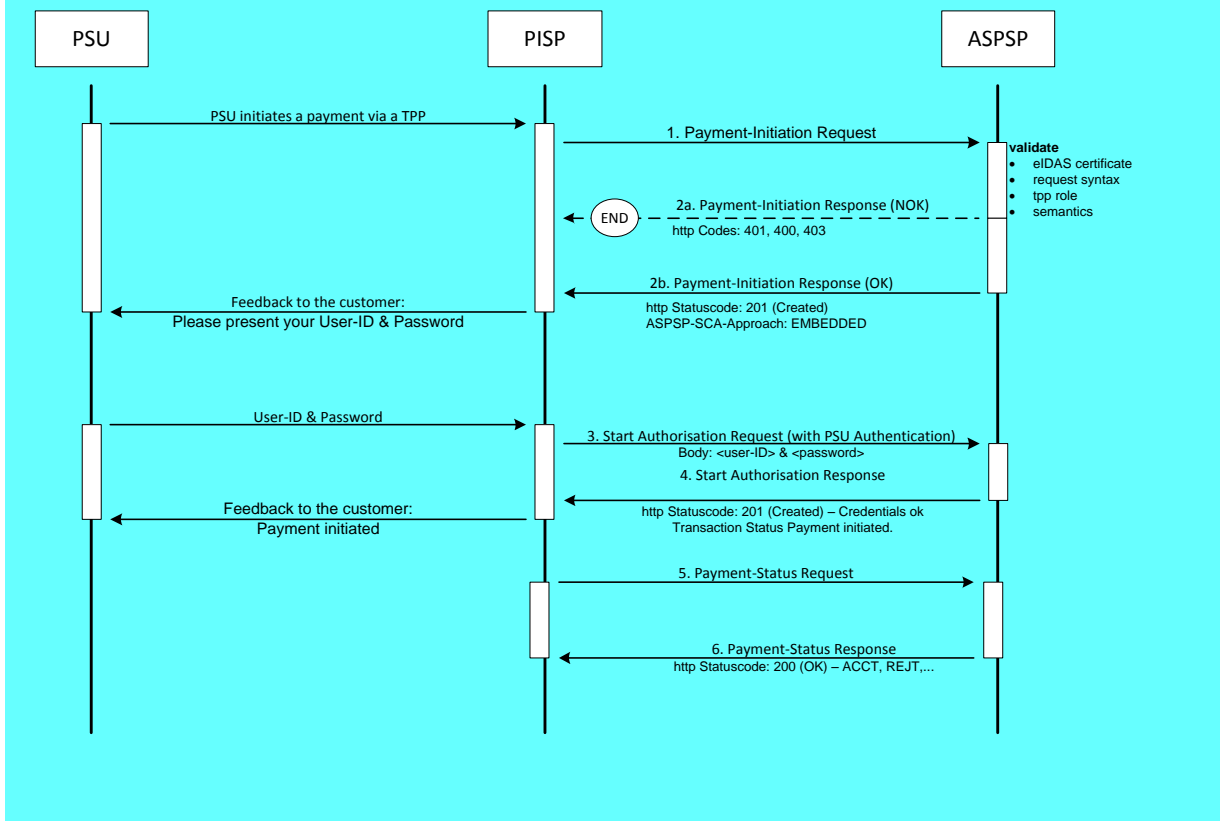 PSU
PISP
ASPSP
PSU initiates a payment via a TPP
1. Payment-Initiation Request
validate
• eIDAS certificate
• request syntax
• tpp role
• semantics
2a. Payment-Initiation Response (NOK)
END
http Codes: 401, 400, 403
2b. Payment-Initiation Response (OK)
http Statuscode: 201 (Created)
ASPSP-SCA-Approach: EMBEDDED
Feedback to the customer:
Please present your User-ID & Password
User-ID & Password
3. Start Authorisation Request (with PSU Authentication)
Body: <user-ID> & <password>
4. Start Authorisation Response
http Statuscode: 201 (Created) – Credentials ok
Transaction Status Payment initiated.
Feedback to the customer:
Payment initiated
5. Payment-Status Request
6. Payment-Status Response
http Statuscode: 200 (OK) – ACCT, REJT,...